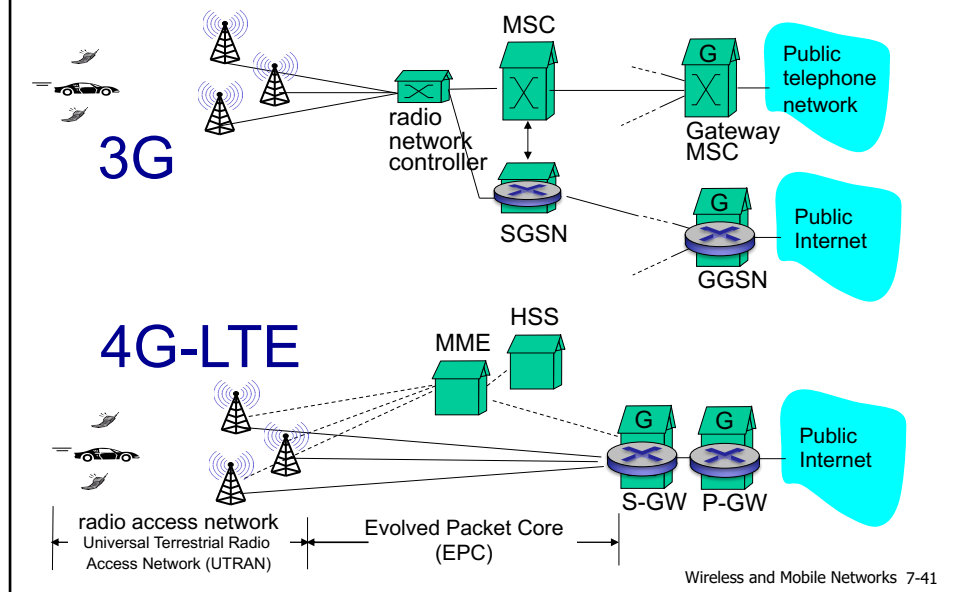 MSC
G
Public
telephone
network
radio
network
controller
Gateway
MSC
3G
SGSN
G
Public
Internet
GGSN
4G-LTE
HSS
MME
G
G
Public
Internet
S-GW P-GW
radio access network
Universal Terrestrial Radio
Access Network (UTRAN)
Evolved Packet Core
(EPC)
Wireless and Mobile Networks 7-41